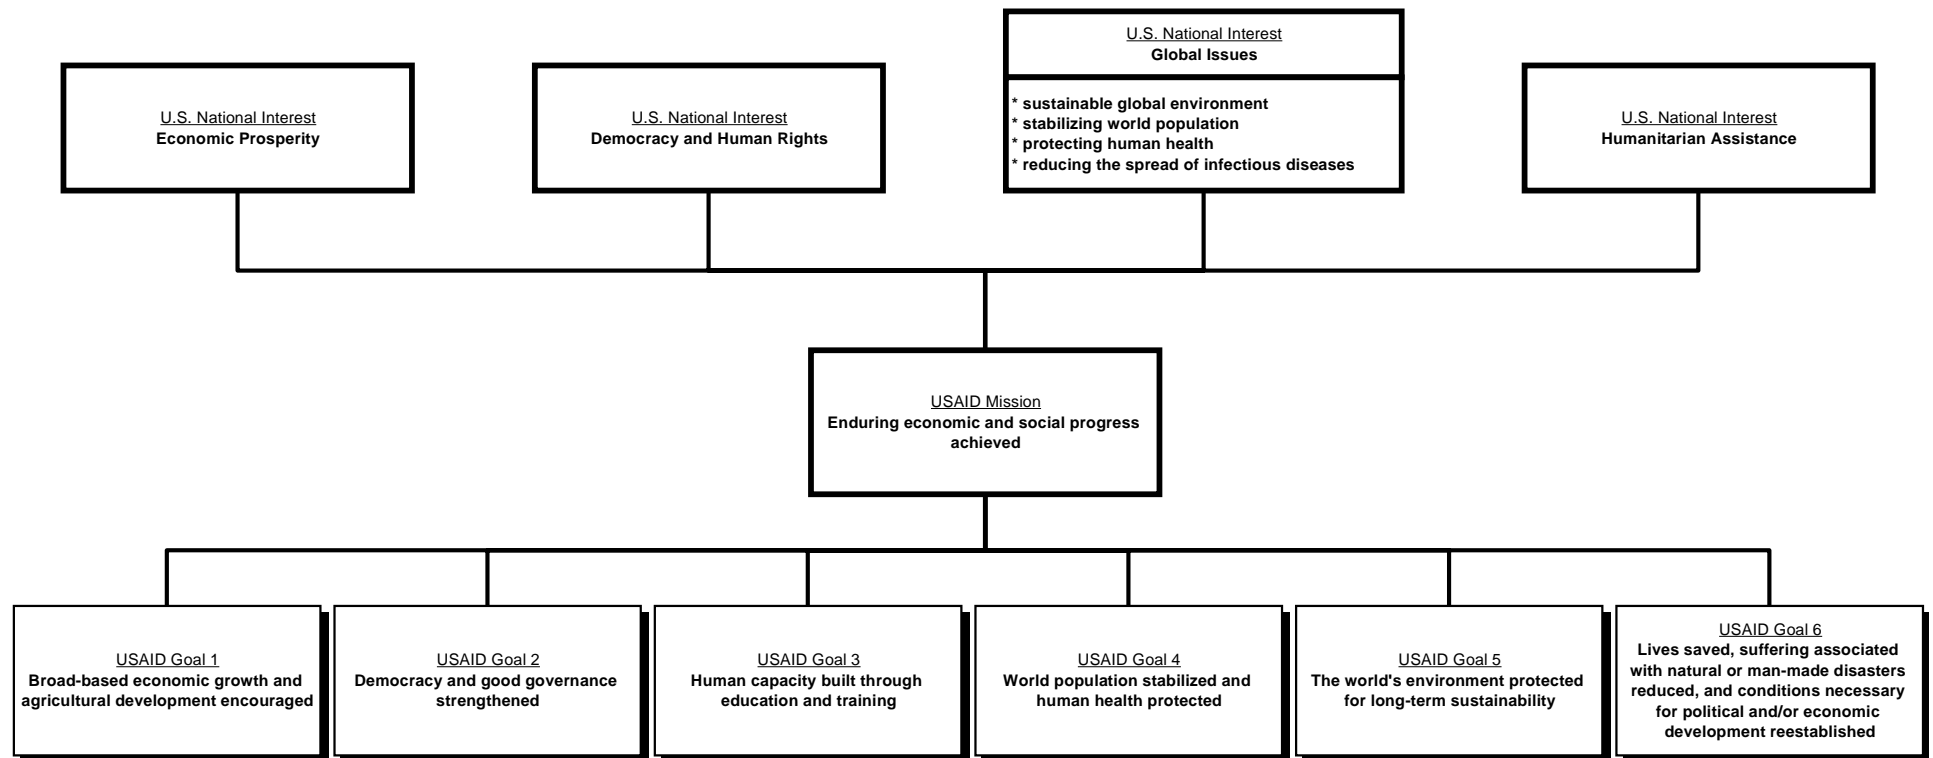 U.S. National Interest
Economic Prosperity
U.S. National Interest
Democracy and Human Rights
U.S. National Interest
Global Issues
* sustainable global environment
* stabilizing world population
* protecting human health
* reducing the spread of infectious diseases
U.S. National Interest
Humanitarian Assistance
USAID Mission
Enduring economic and social progress
achieved
USAID Goal 1
Broad-based economic growth and
agricultural development encouraged
USAID Goal 2
Democracy and good governance
strengthened
USAID Goal 3
Human capacity built through
education and training
USAID Goal 4
World population stabilized and
human health protected
USAID Goal 5
The world's environment protected
for long-term sustainability
USAID Goal 6
Lives saved, suffering associated
with natural or man-made disasters
reduced, and conditions necessary
for political and/or economic
development reestablished